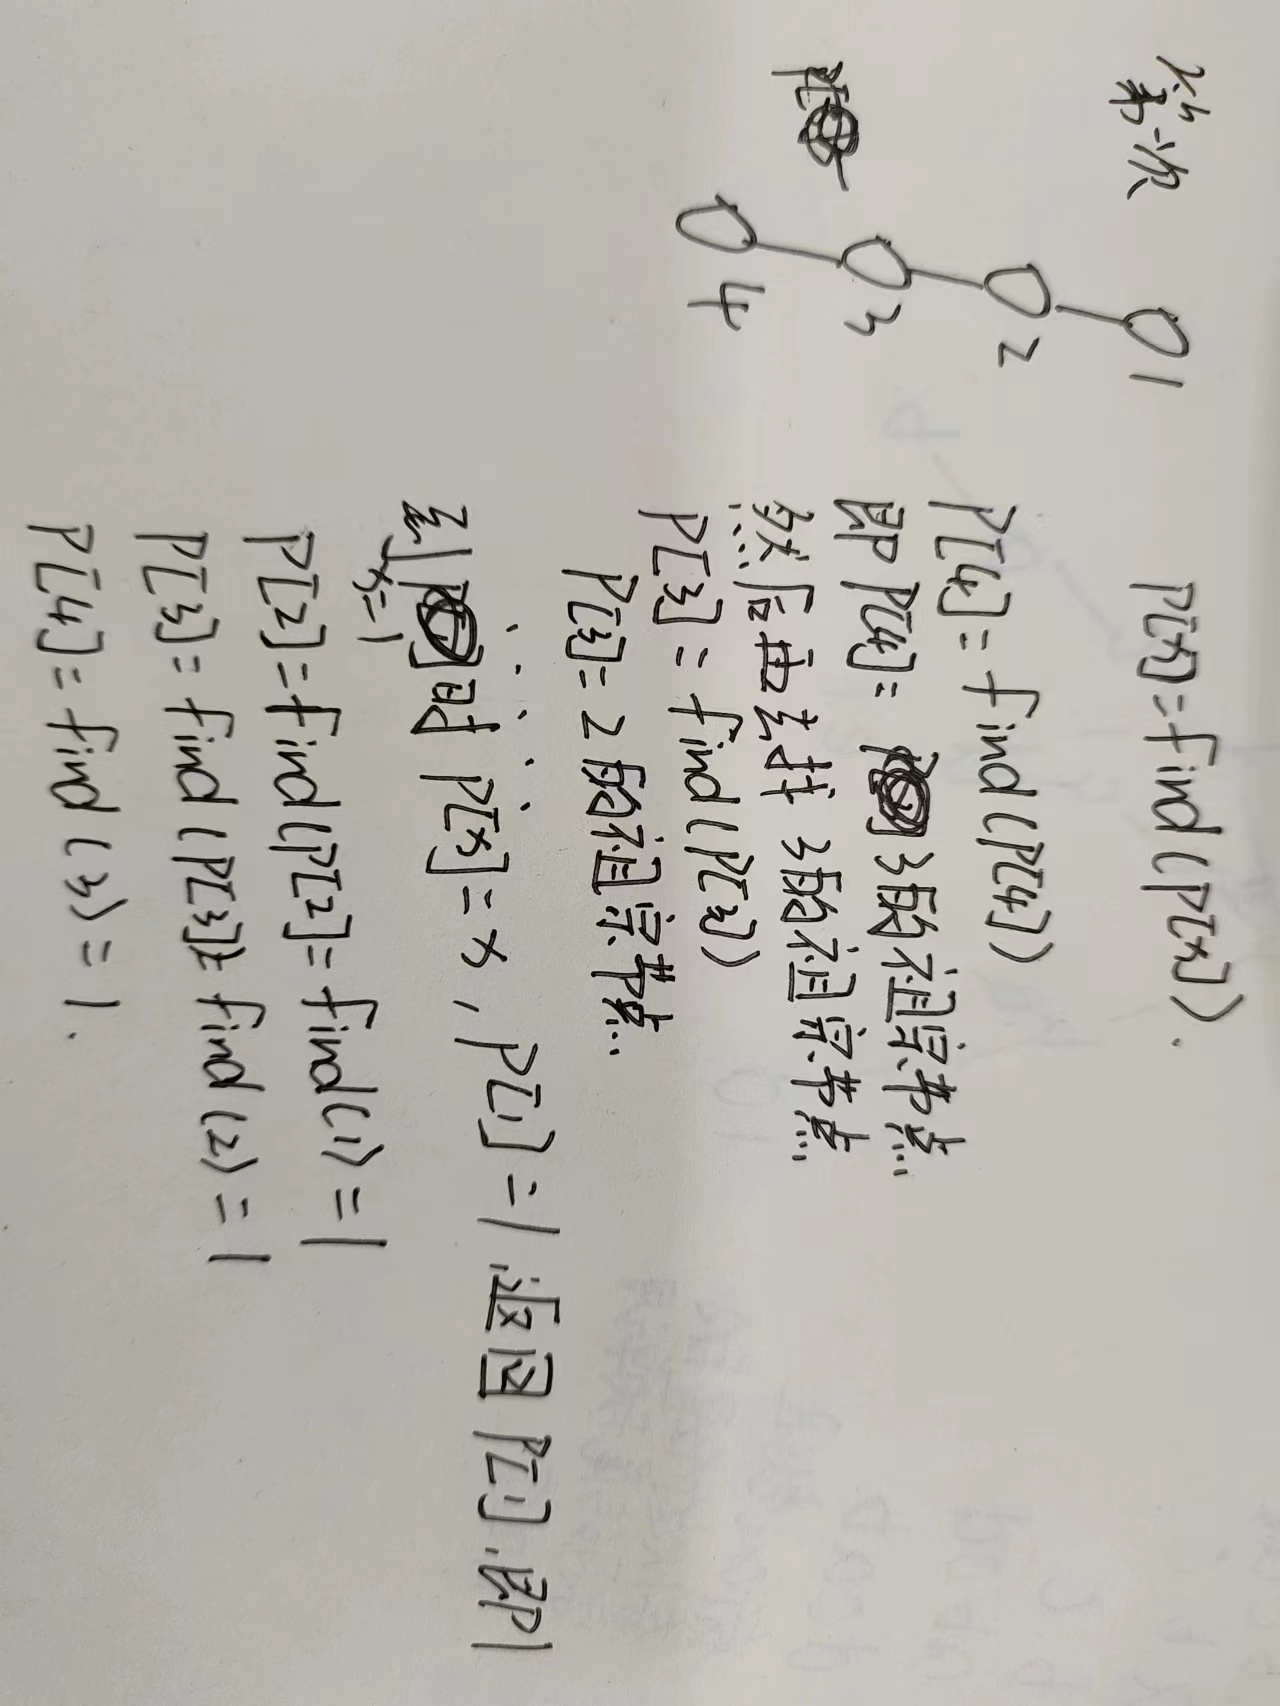 第一次
1
2
3
4
P[x]=find(P[x]).
P[4]=find(P[4])
即P[4]= 3的祖宗节点.
然后再去找 3的祖宗节点
P[3]=find(P[3])
P[3]=2的祖宗节点.
......
到 时 P[x]=x, P[1]=1,返回P[1],即1
x=1
P[2]=find(P[2]=find(1)=1
P[3]=find(P[3])=find(2)=1
P[4]=find(3)=1.